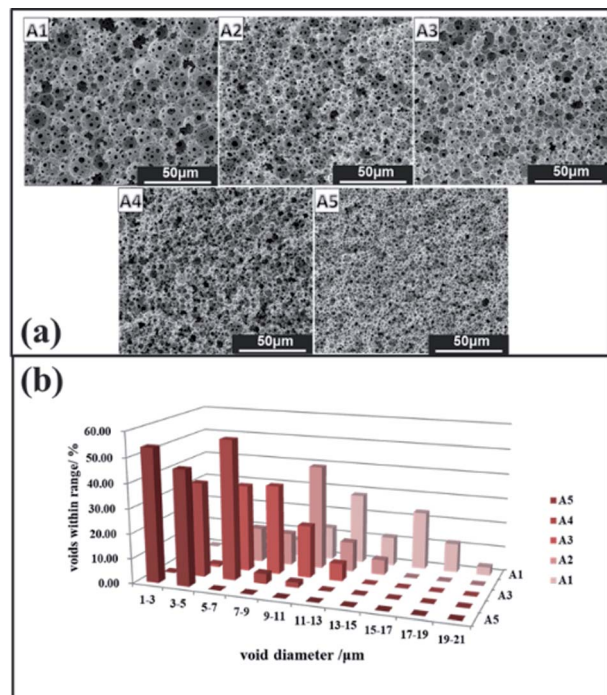 A1
A2
A3
50µm
50µm
50µm
A4
A5
50µm
50µm
(a)
(b)
voids within range/ %
60.00
50.00
40.00
30.00
20.00
10.00
0.00
1-3
3-5
5-7
7-9
9-11
11-13
13-15
15-17
17-19
19-21
void diameter /µm
A1
A3
A5
A5
A4
A3
A2
A1